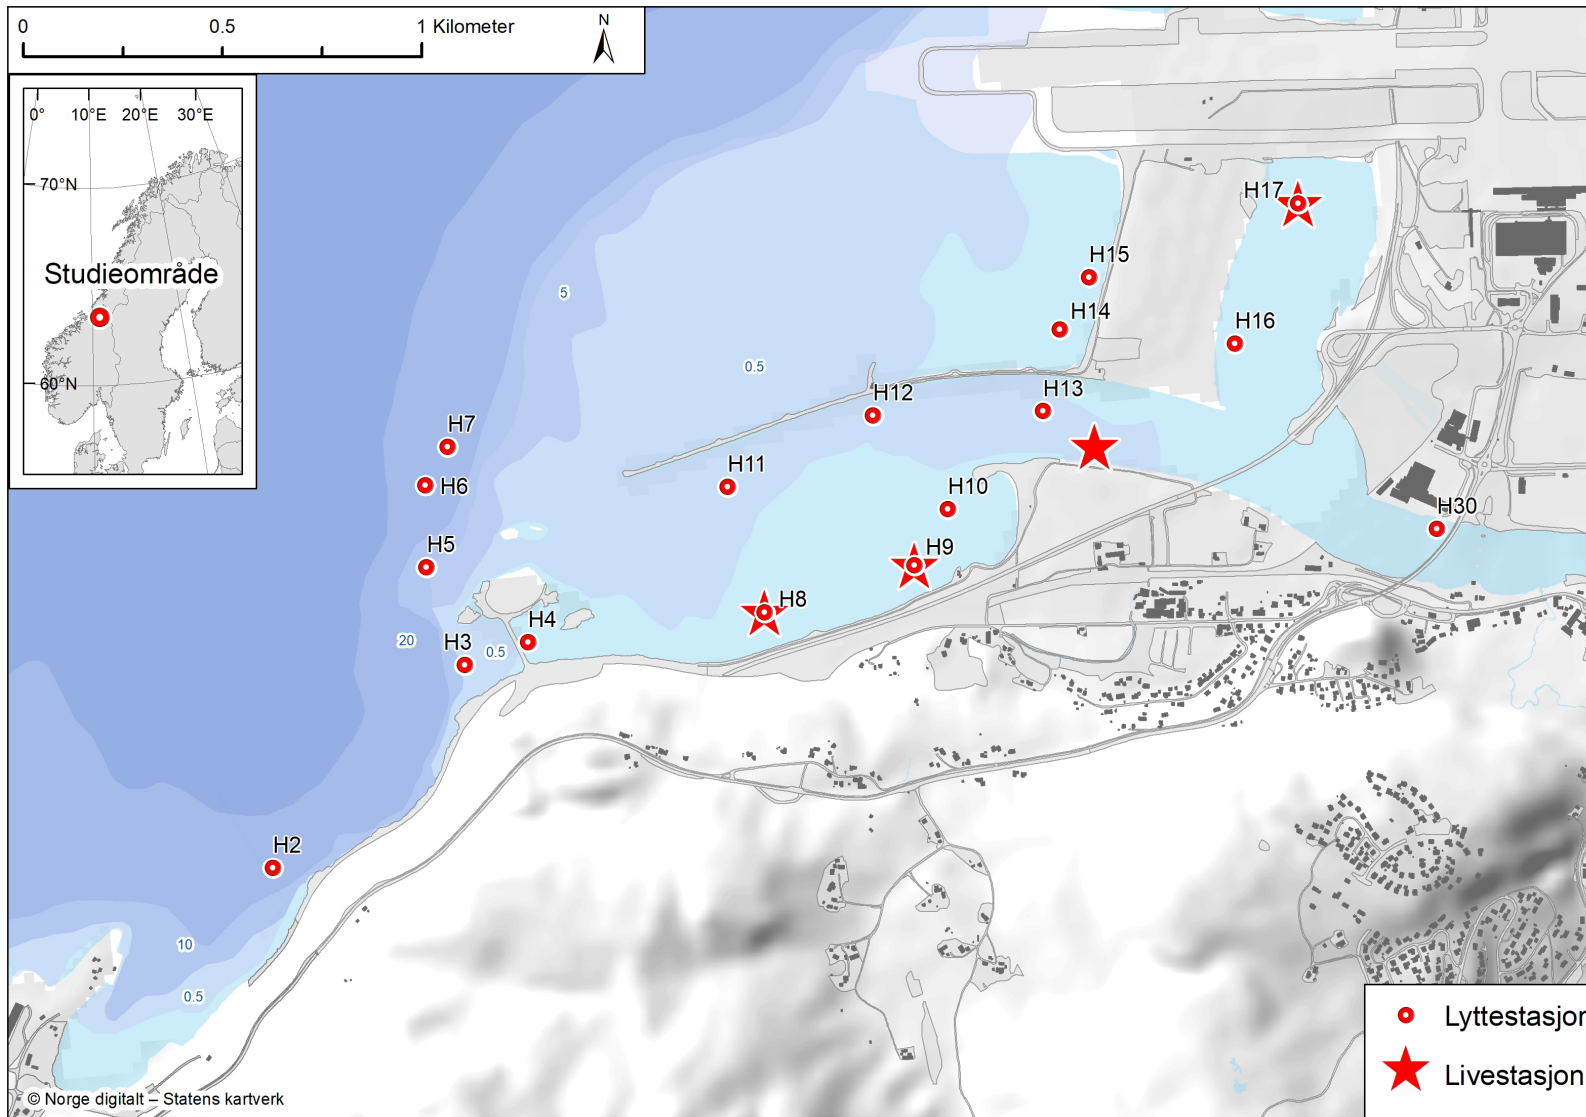 0 0.5 1 Kilometer
N
0° 10°E 20°E 30°E
70°N
Studieområde
60°N
H17
H15
5
H14
H16
0.5
H12
H13
H7
H11
H6
H10
H30
H5
H9
H8
20
H4
H3
0.5
H2
10
0.5
Lyttestasjon
Livestasjon
© Norge digitalt – Statens kartverk